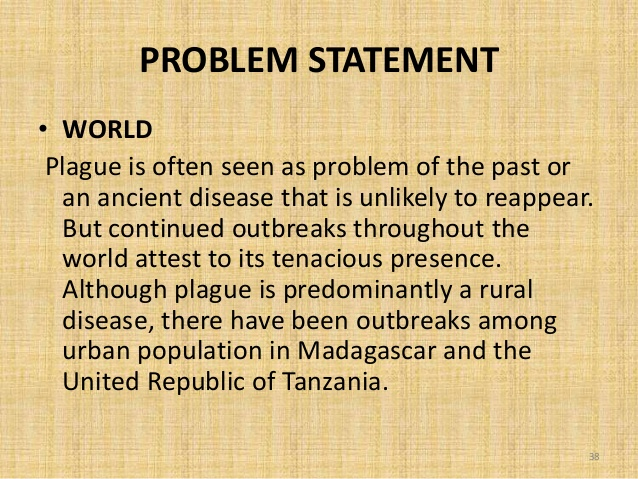 PROBLEM STATEMENT
• WORLD
Plague is often seen as problem of the past or
an ancient disease that is unlikely to reappear.
But continued outbreaks throughout the
world attest to its tenacious presence.
Although plague is predominantly a rural
disease, there have been outbreaks among
urban population in Madagascar and the
United Republic of Tanzania.
38